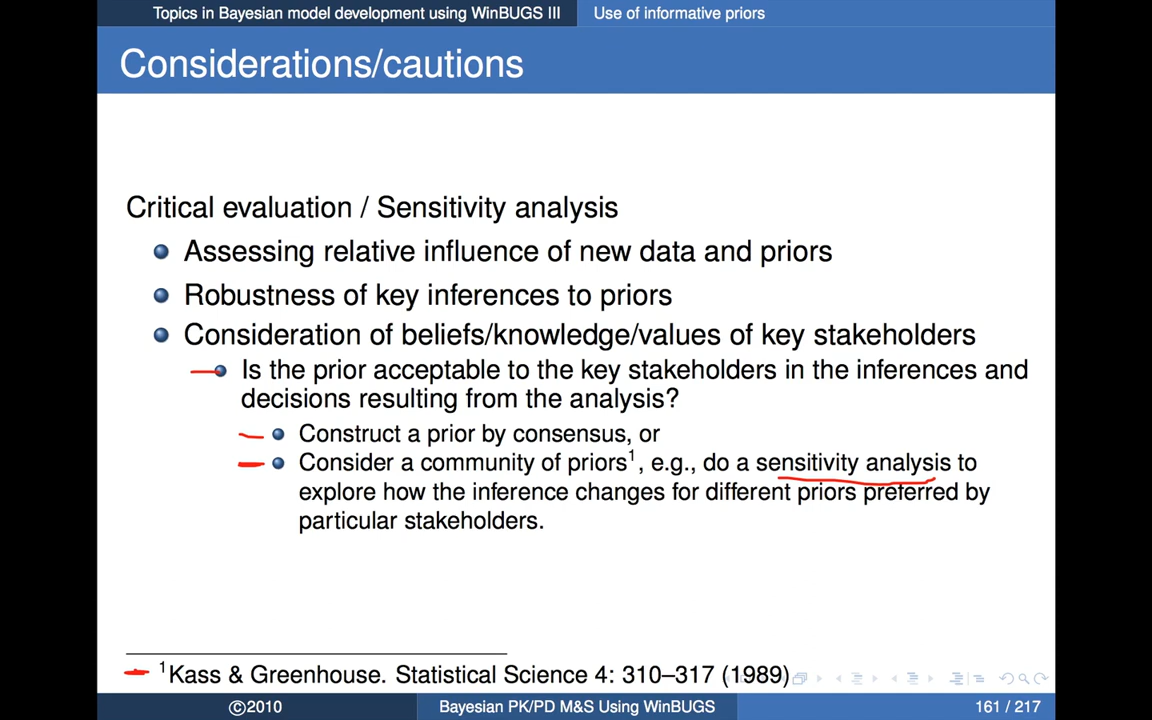 Topics in Bayesian model development using WinBUGS III Use of informative priors
Considerations/cautions
Critical evaluation / Sensitivity analysis
Assessing relative influence of new data and priors
Robustness of key inferences to priors
Consideration of beliefs/knowledge/values of key stakeholders
Is the prior acceptable to the key stakeholders in the inferences and
decisions resulting from the analysis?
Construct a prior by consensus, or
Consider a community of priors1, e.g., do a sensitivity analysis to
explore how the inference changes for different priors preferred by
particular stakeholders.
1Kass & Greenhouse. Statistical Science 4: 310–317 (1989)
©2010 Bayesian PK/PD M&S Using WinBUGS 161 / 217